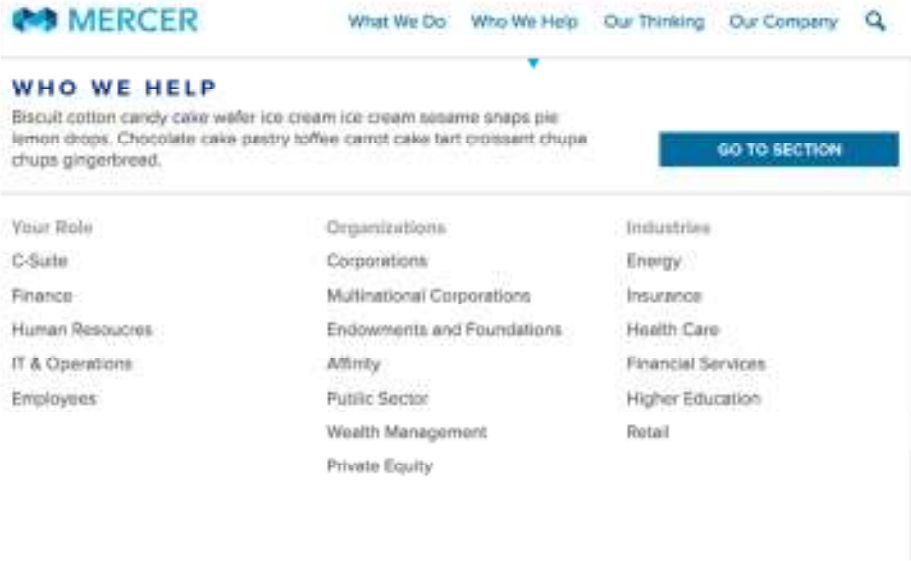 MERCER
What We Do Who We Help Our Thinking Our Company
WHO WE HELP
Biscuit cotton candy cake wafer ice cream ice cream sesame snaps pie
lemon drops. Chocolate cake pastry toffee carrot cake tart croissant chupa
chups gingerbread.
GO TO SECTION
Your Role
C-Suite
Finance
Human Resoucres
IT & Operations
Employees
Organizations
Corporations
Multinational Corporations
Endowments and Foundations
Affinity
Public Sector
Wealth Management
Private Equity
Industries
Energy
Insurance
Health Care
Financial Services
Higher Education
Retail